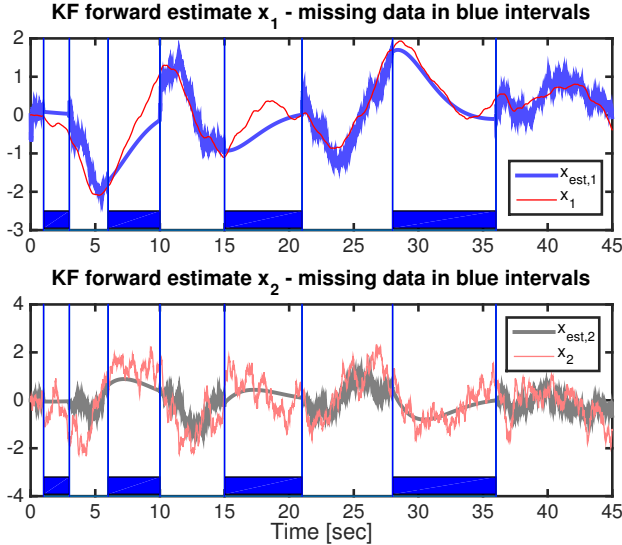 KF forward estimate x1 - missing data in blue intervals
2
1
0
-1
-2
-3
xest,1
x1
0 5 10 15 20 25 30 35 40 45
KF forward estimate x2 - missing data in blue intervals
4
2
0
-2
-4
xest,2
x2
0 5 10 15 20 25 30 35 40 45
Time [sec]